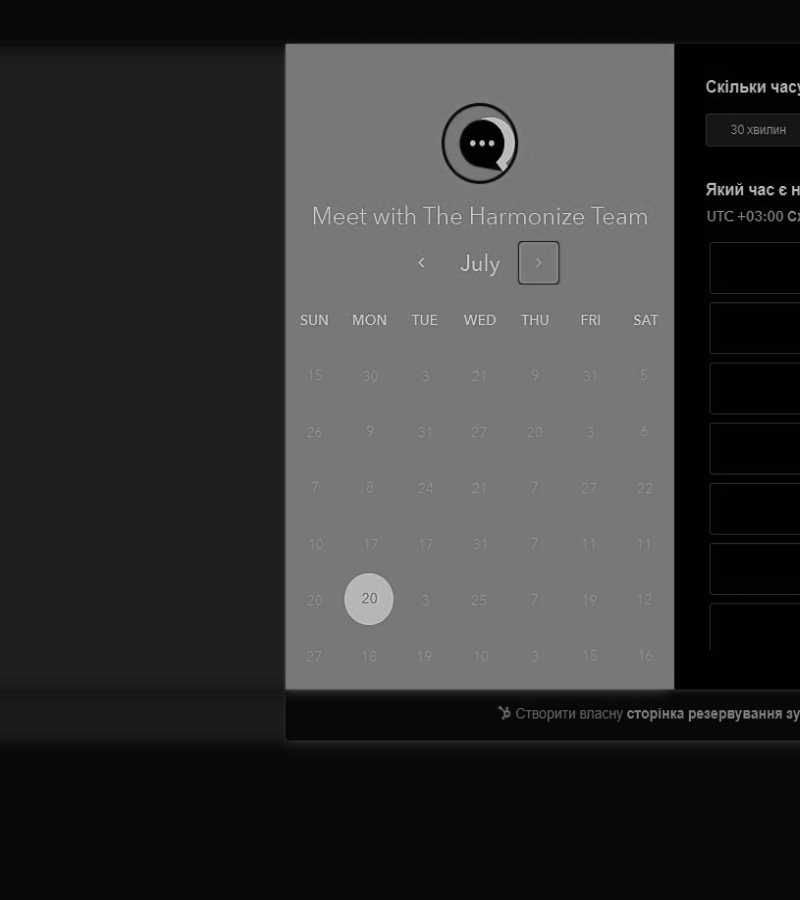 Meet with The Harmonize Team
July
SUN MON TUE WED THU FRI SAT
15 30 3 21 9 31 5
26 9 31 27 20 3 6
7 8 24 21 7 27 22
10 17 17 31 7 11 11
20 20 3 25 7 19 12
27 18 19 10 3 15 16
Скільки часу
30 хвилин
Який час є н
UTC +03:00 Сх
Створити власну сторінка резервування зу